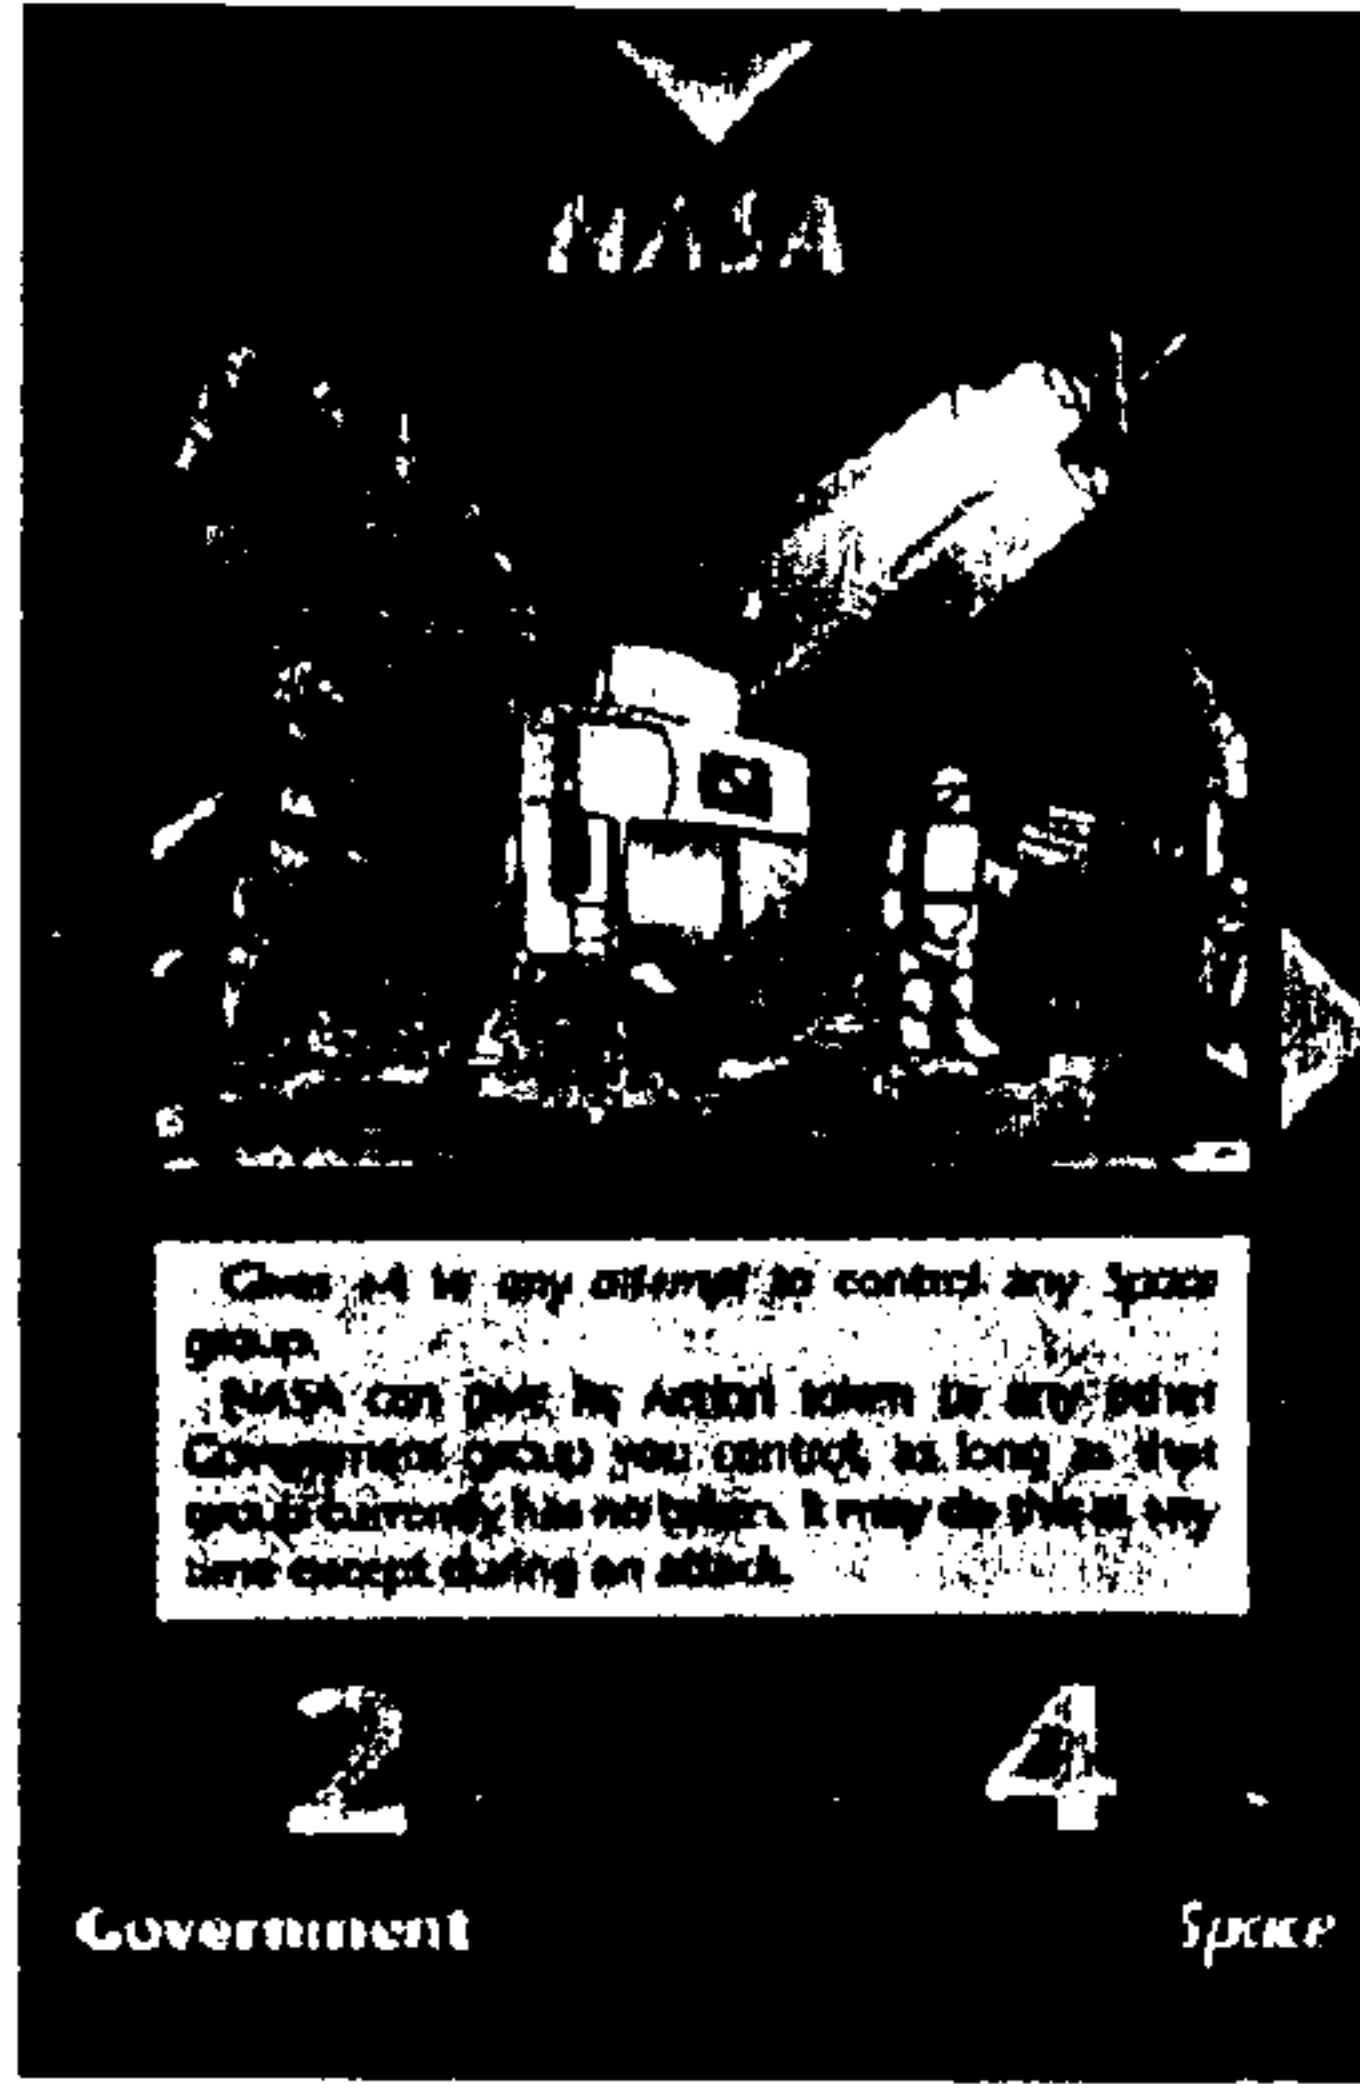 NASA
Gives +4 to any attempt to control any Space
group.
NASA can give its Action token to any other
Government group you control, as long as that
group currently has no token. It may do this at any
time except during an attack.
2 4
Government Space